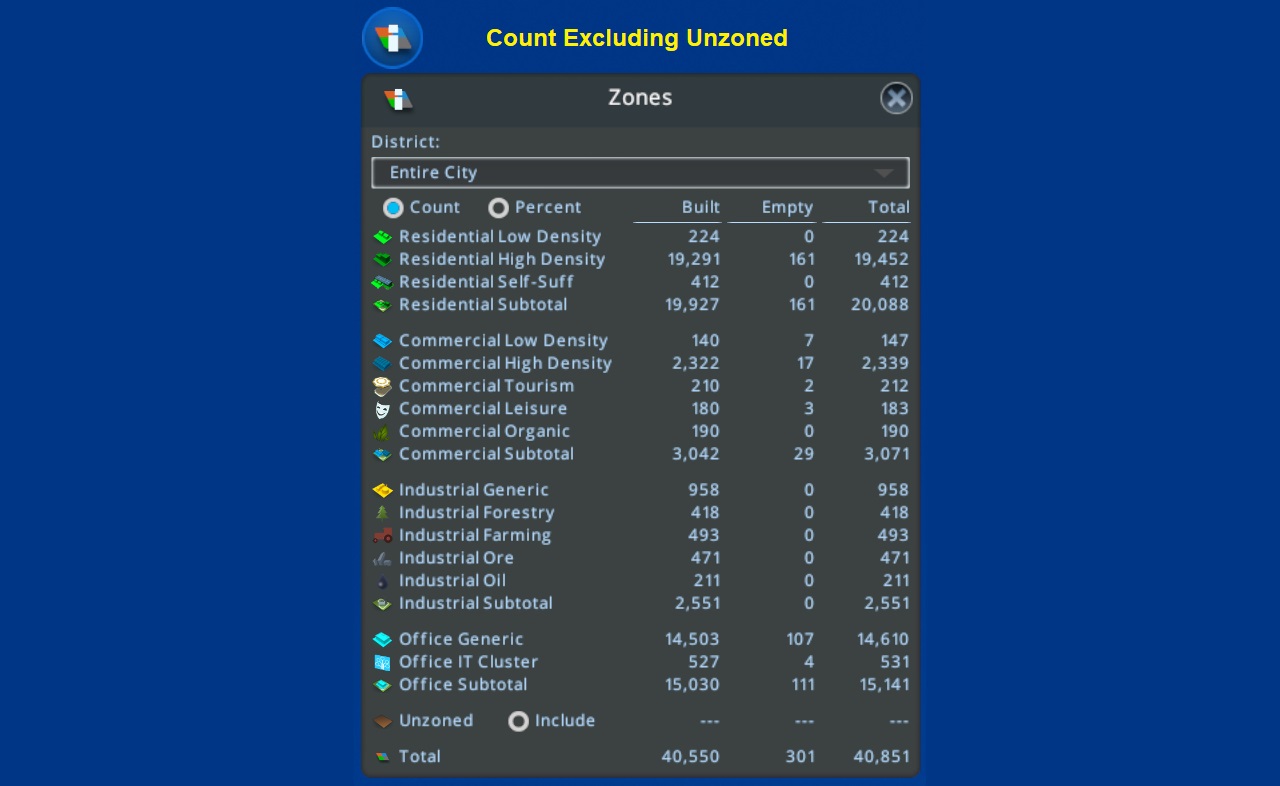 Count Excluding Unzoned
Zones
District:
Entire City
Count Percent Built Empty Total
Residential Low Density 224 0 224
Residential High Density 19,291 161 19,452
Residential Self-Suff 412 0 412
Residential Subtotal 19,927 161 20,088
Commercial Low Density 140 7 147
Commercial High Density 2,322 17 2,339
Commercial Tourism 210 2 212
Commercial Leisure 180 3 183
Commercial Organic 190 0 190
Commercial Subtotal 3,042 29 3,071
Industrial Generic 958 0 958
Industrial Forestry 418 0 418
Industrial Farming 493 0 493
Industrial Ore 471 0 471
Industrial Oil 211 0 211
Industrial Subtotal 2,551 0 2,551
Office Generic 14,503 107 14,610
Office IT Cluster 527 4 531
Office Subtotal 15,030 111 15,141
Unzoned Include --- --- ---
Total 40,550 301 40,851